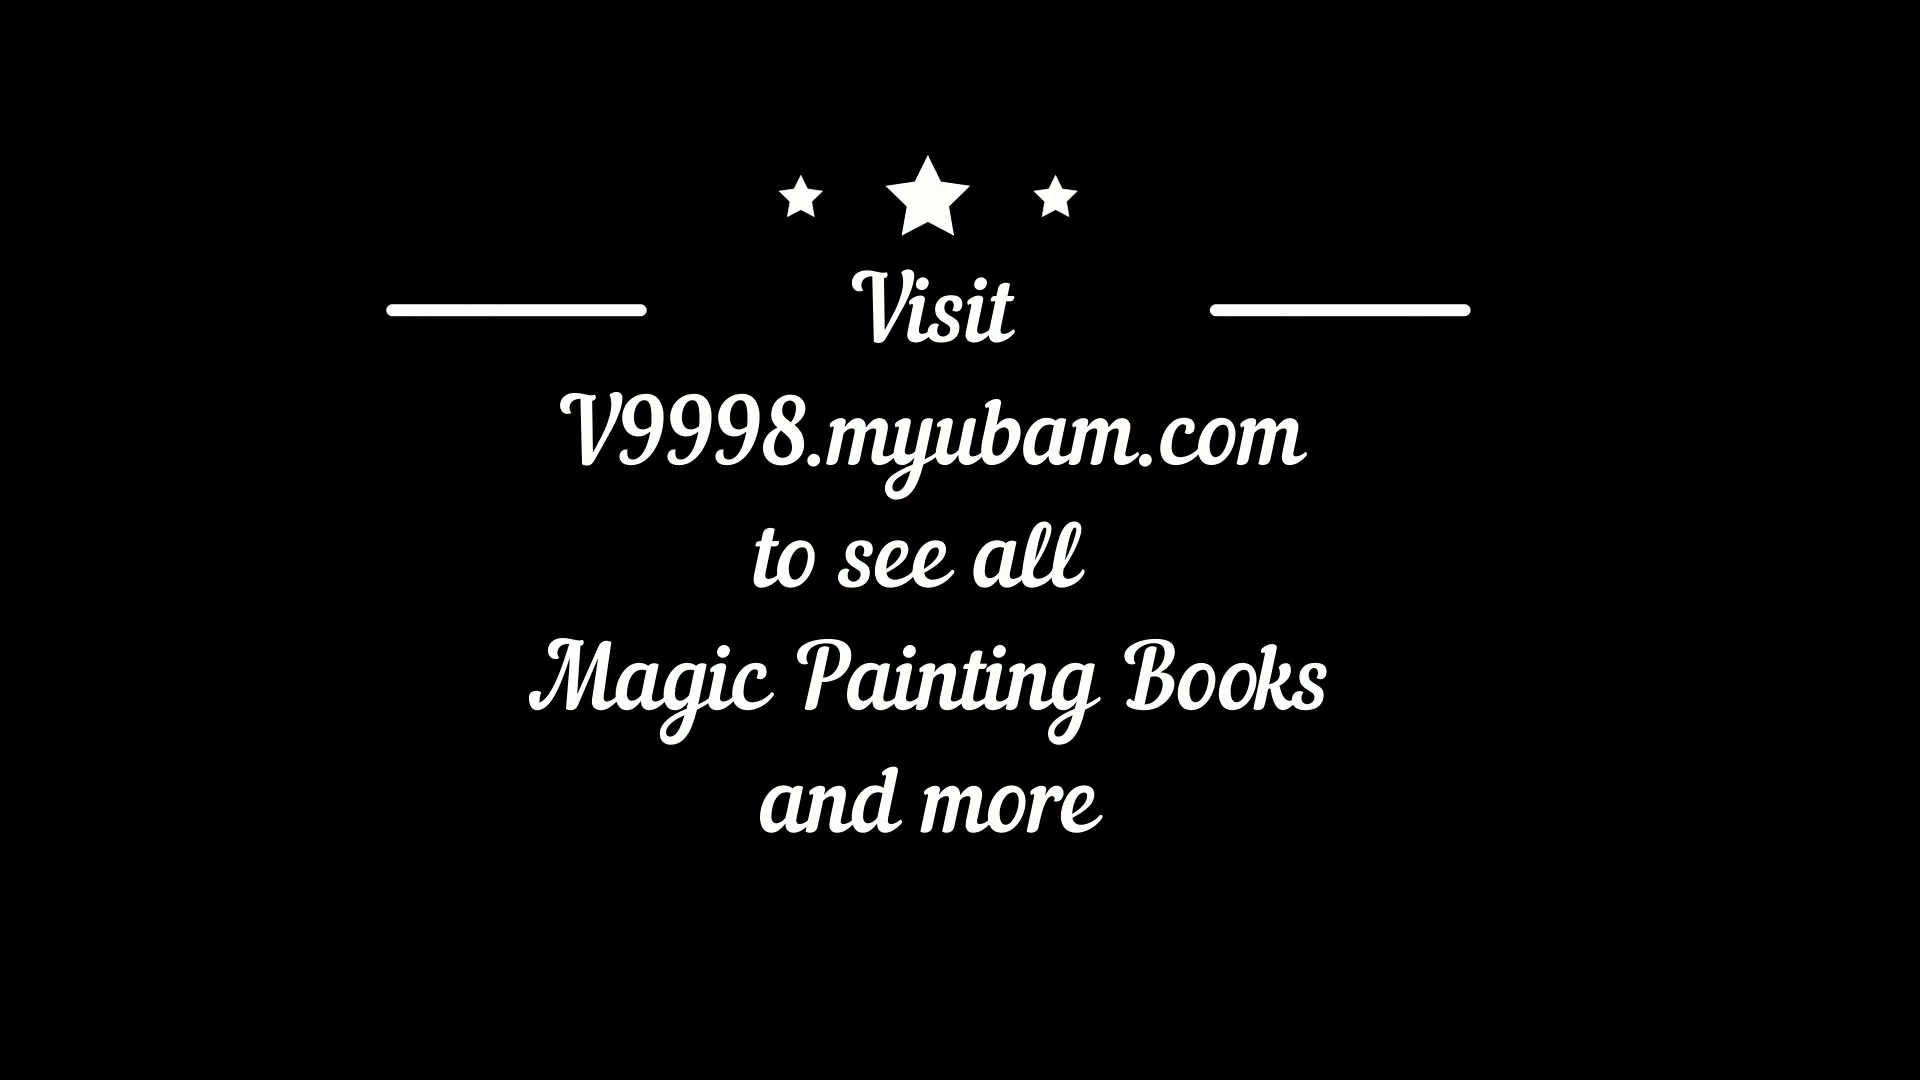 Visit
V9998.myubam.com
to see all
Magic Painting Books
and more